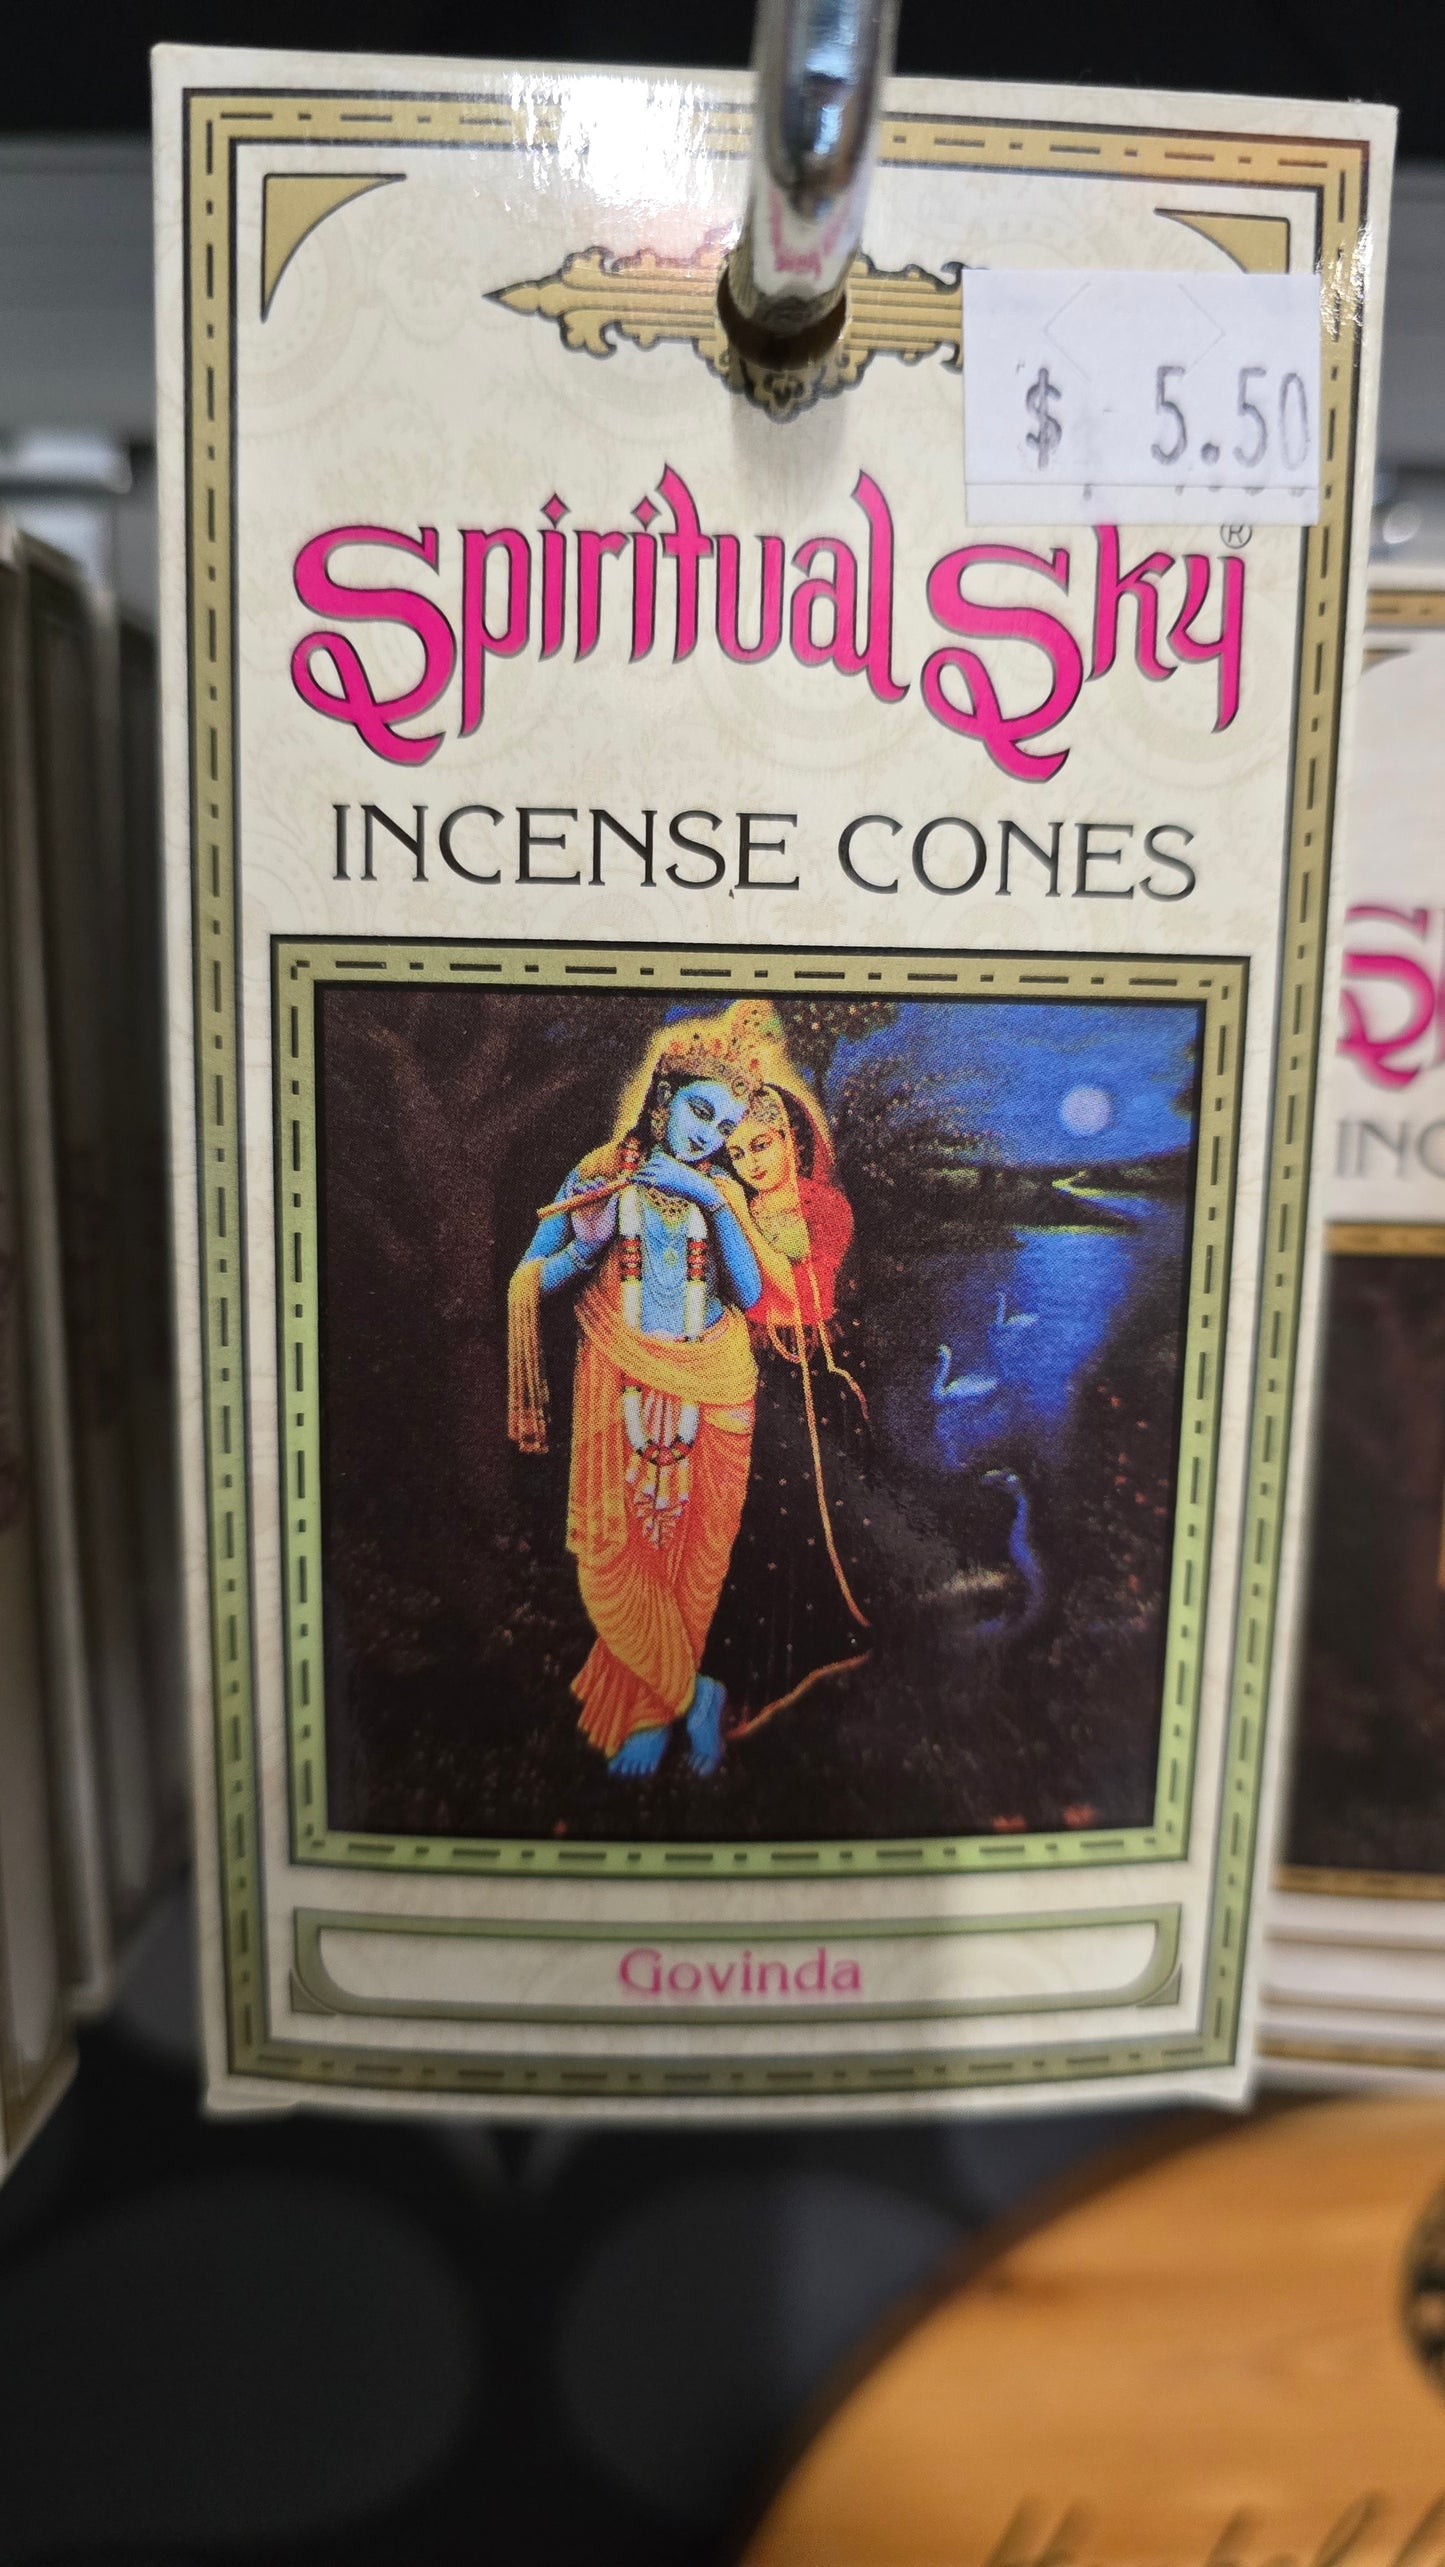 $ 5.50
Spiritual Sky®
INCENSE CONES
Govinda